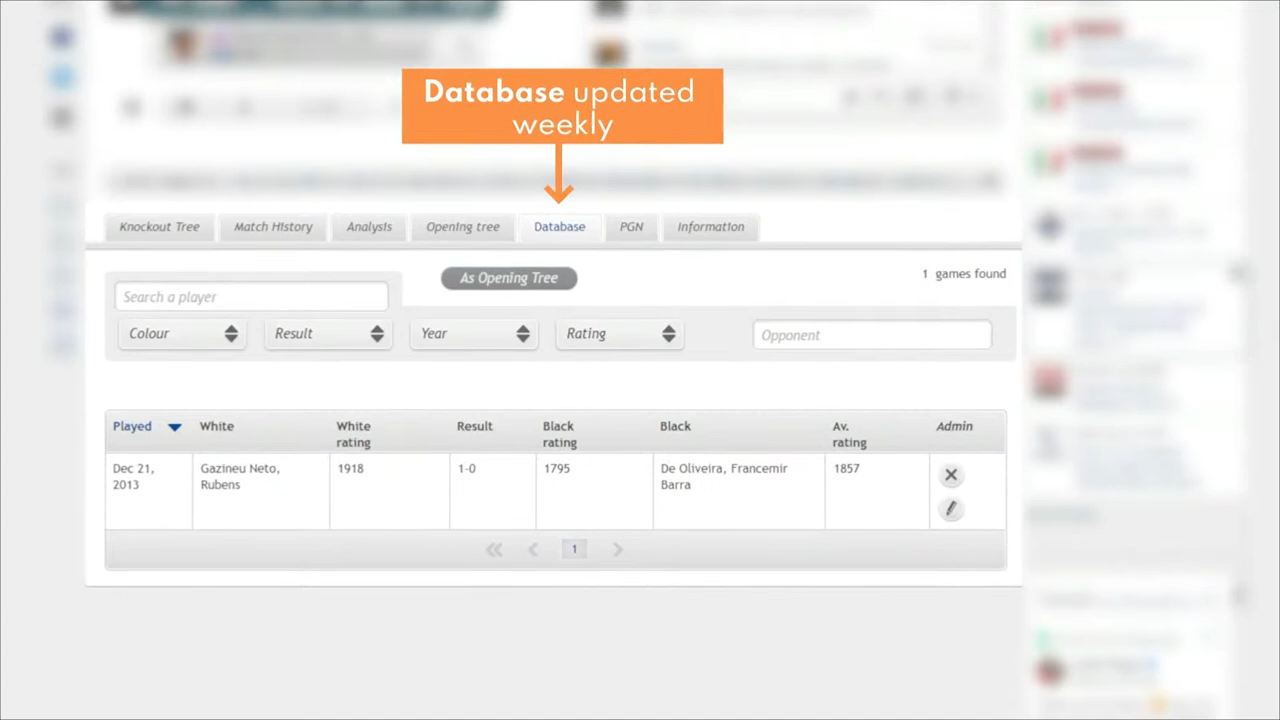 Database updated
weekly
Knockout Tree Match History Analysis Opening tree Database PGN Information
As Opening Tree
1 games found
Search a player
Colour Result Year Rating Opponent
Played White White rating Result Black rating Black Av. rating Admin
Dec 21, 2013 Gazineu Neto, Rubens 1918 1-0 1795 De Oliveira, Francemir Barra 1857
1